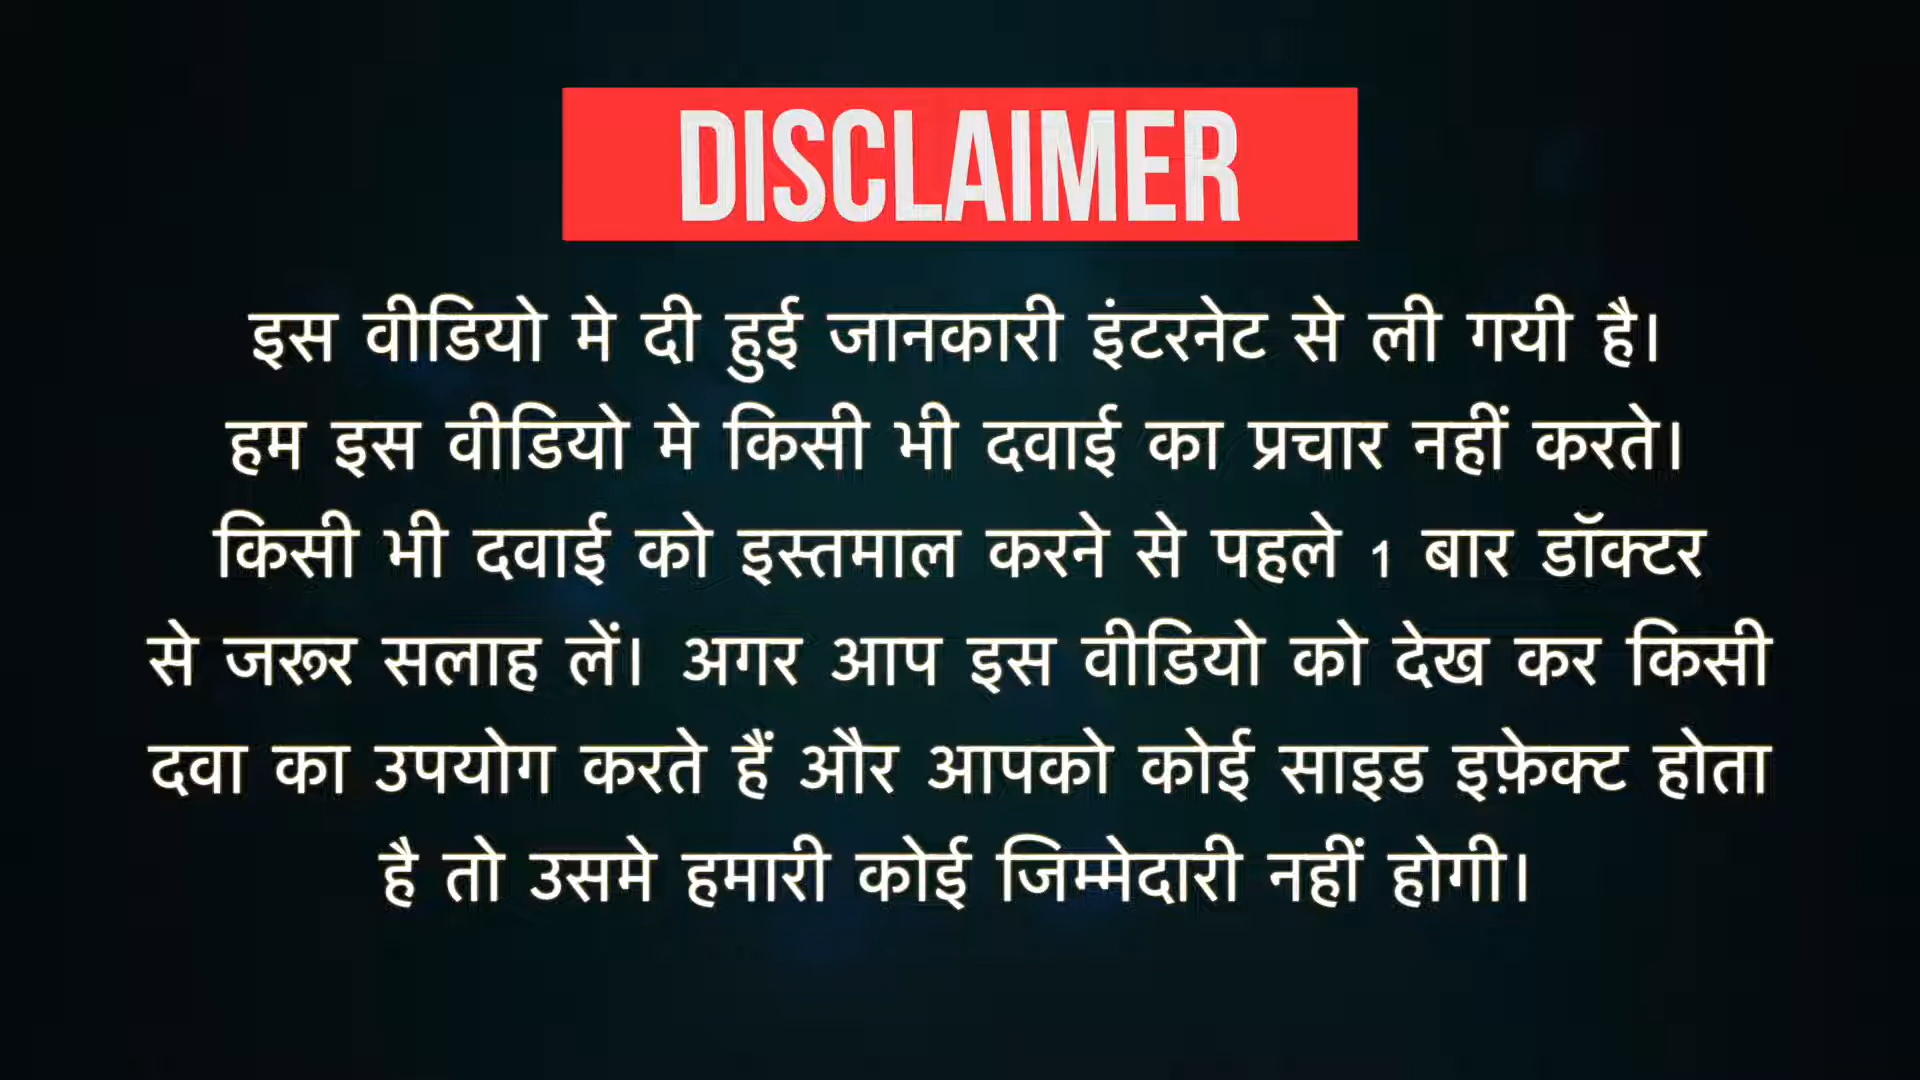 DISCLAIMER
इस वीडियो मे दी हुई जानकारी इंटरनेट से ली गयी है।
हम इस वीडियो मे किसी भी दवाई का प्रचार नहीं करते।
किसी भी दवाई को इस्तमाल करने से पहले 1 बार डॉक्टर
से जरूर सलाह लें। अगर आप इस वीडियो को देख कर किसी
दवा का उपयोग करते हैं और आपको कोई साइड इफ़ेक्ट होता
है तो उसमे हमारी कोई जिम्मेदारी नहीं होगी।